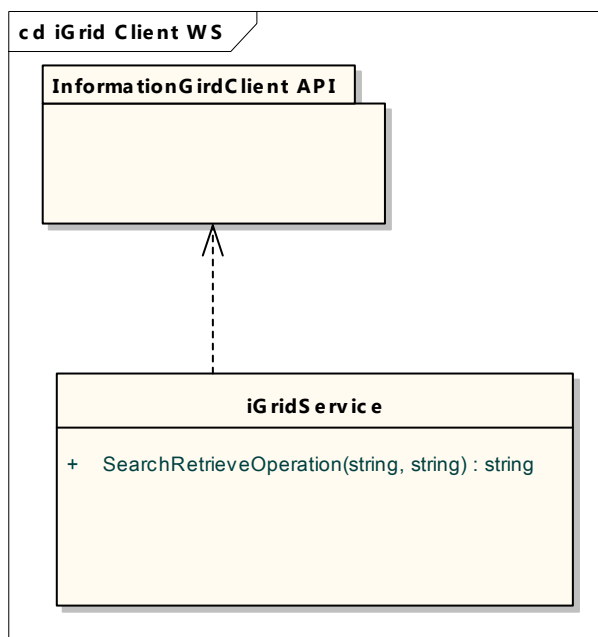 cd iGrid Client WS
InformationGirdClient API
iGridService
+ SearchRetrieveOperation(string, string) : string